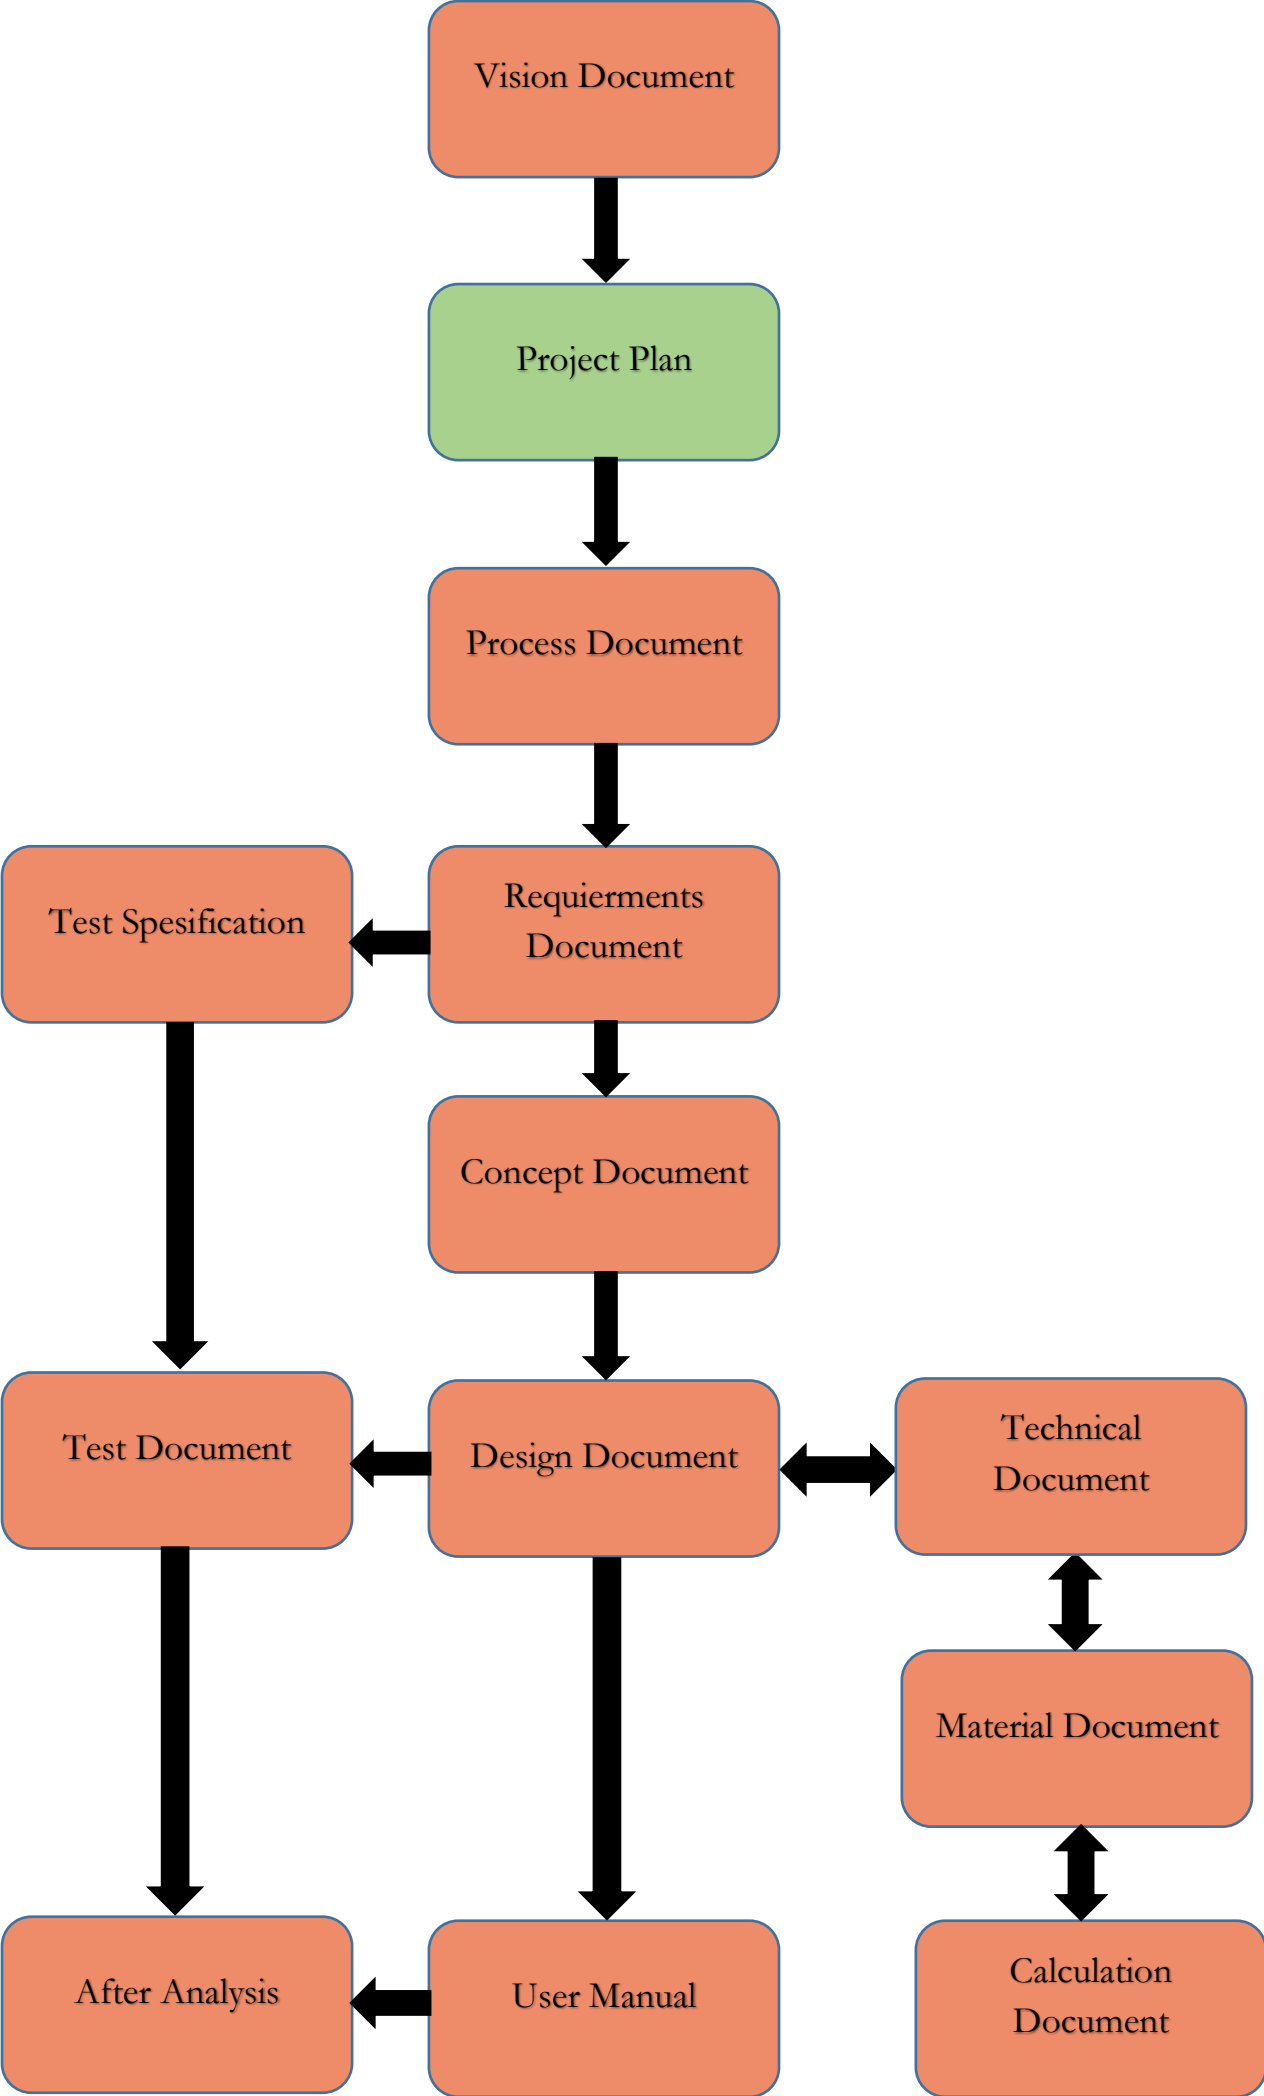 Vision Document
Project Plan
Process Document
Test Spesification
Requierments
Document
Concept Document
Test Document
Design Document
Technical
Document
Material Document
After Analysis
User Manual
Calculation
Document